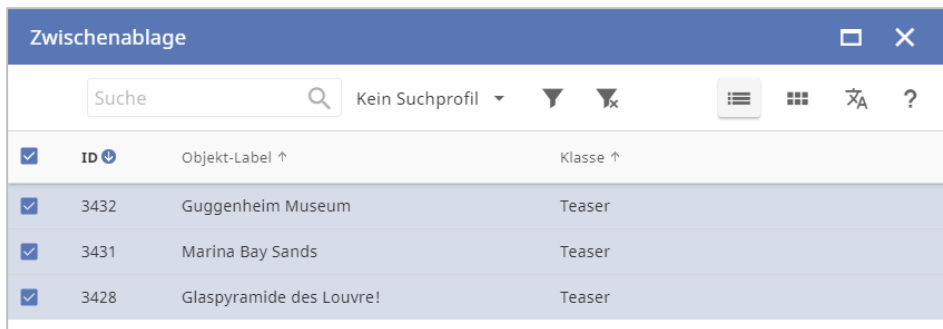 Zwischenablage
Suche Kein Suchprofil ?
ID Objekt-Label ↑ Klasse ↑
3432 Guggenheim Museum Teaser
3431 Marina Bay Sands Teaser
3428 Glaspyramide des Louvre! Teaser